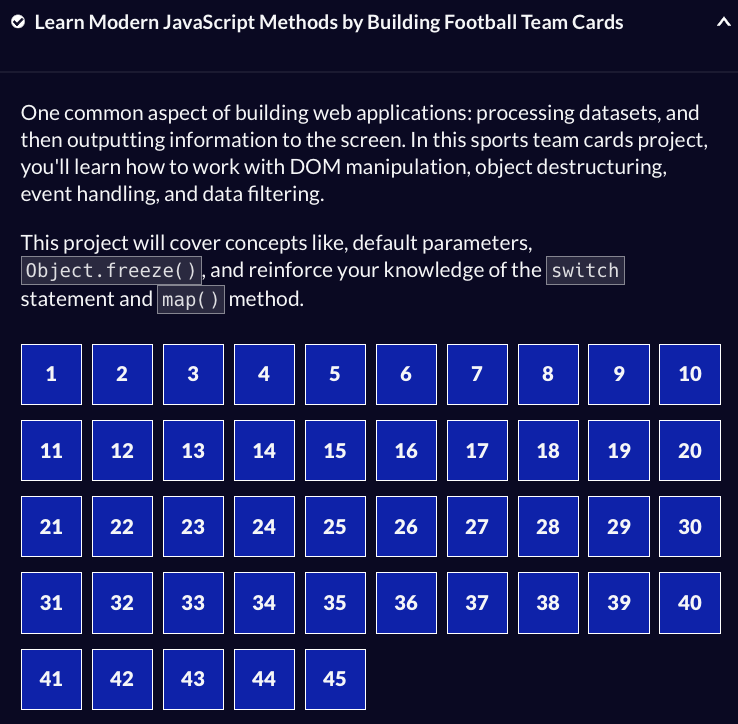 Learn Modern JavaScript Methods by Building Football Team Cards
One common aspect of building web applications: processing datasets, and
then outputting information to the screen. In this sports team cards project,
you'll learn how to work with DOM manipulation, object destructuring,
event handling, and data filtering.
This project will cover concepts like, default parameters,
Object.freeze(), and reinforce your knowledge of the switch
statement and map() method.
1 2 3 4 5 6 7 8 9 10
11 12 13 14 15 16 17 18 19 20
21 22 23 24 25 26 27 28 29 30
31 32 33 34 35 36 37 38 39 40
41 42 43 44 45